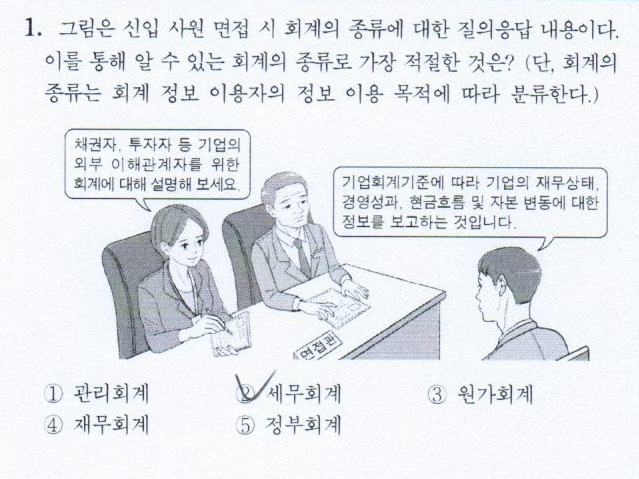 1. 그림은 신입 사원 면접 시 회계의 종류에 대한 질의응답 내용이다.
이를 통해 알 수 있는 회계의 종류로 가장 적절한 것은? (단, 회계의
종류는 회계 정보 이용자의 정보 이용 목적에 따라 분류한다.)
채권자, 투자자 등 기업의
외부 이해관계자를 위한
회계에 대해 설명해 보세요.
기업회계기준에 따라 기업의 재무상태,
경영성과, 현금흐름 및 자본 변동에 대한
정보를 보고하는 것입니다.
면접관
① 관리회계 ② 세무회계 ③ 원가회계
④ 재무회계 ⑤ 정부회계